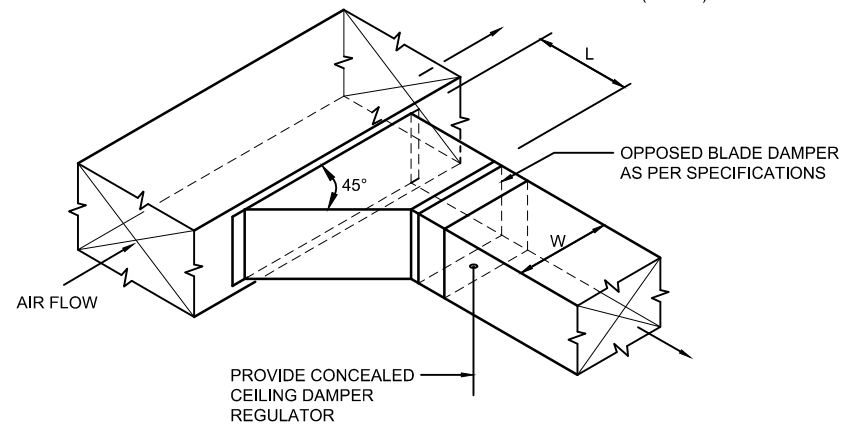 L
OPPOSED BLADE DAMPER
AS PER SPECIFICATIONS
45°
W
AIR FLOW
PROVIDE CONCEALED
CEILING DAMPER
REGULATOR